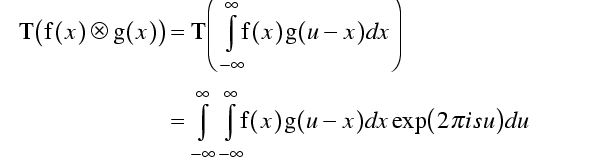 T(f(x) ⊗ g(x)) = T( ∫_{−∞}^{∞} f(x)g(u − x)dx )
= ∫_{−∞}^{∞} ∫_{−∞}^{∞} f(x)g(u − x)dx exp(2πisu)du